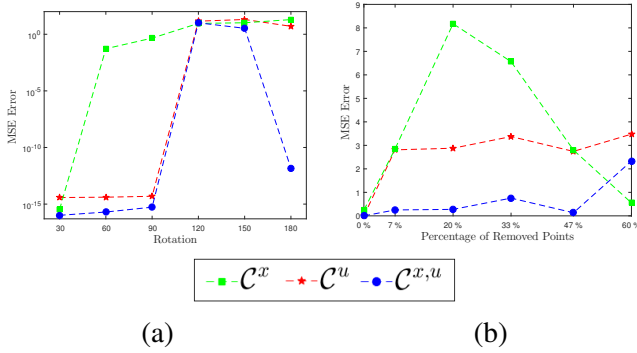 10^0
10^-5
10^-10
10^-15
MSE Error
30 60 90 120 150 180
Rotation
9
8
7
6
5
4
3
2
1
0
MSE Error
0 % 7 % 20 % 33 % 47 % 60 %
Percentage of Removed Points
C^x C^u C^{x,u}
(a) (b)